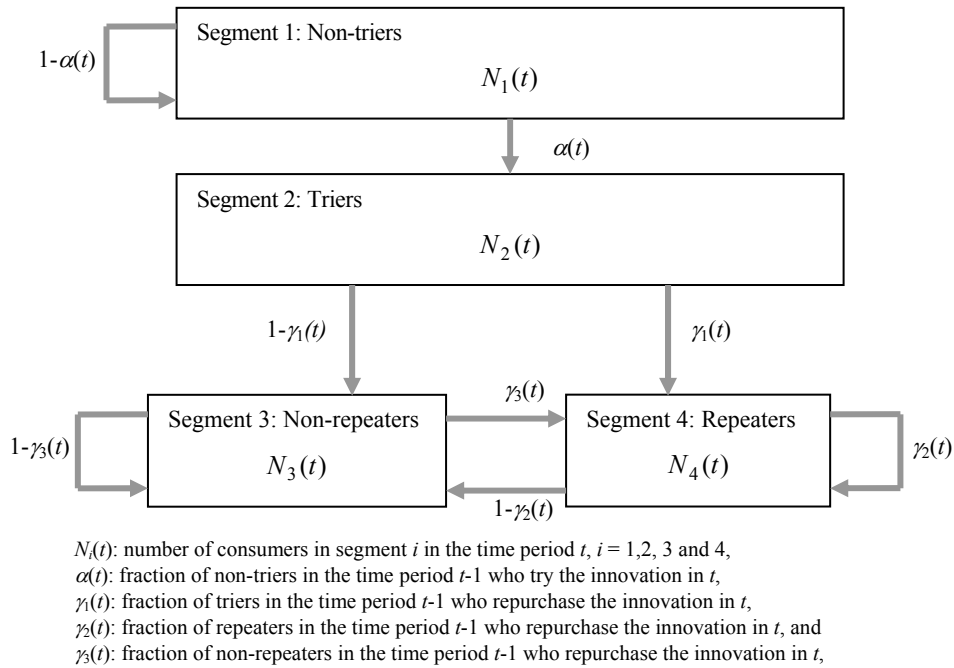 Segment 1: Non-triers
1-α(t)
N₁(t)
α(t)
Segment 2: Triers
N₂(t)
1-γ₁(t)
γ₁(t)
γ₃(t)
Segment 3: Non-repeaters
Segment 4: Repeaters
1-γ₃(t)
N₃(t)
N₄(t)
γ₂(t)
1-γ₂(t)
Nᵢ(t): number of consumers in segment i in the time period t, i = 1,2, 3 and 4,
α(t): fraction of non-triers in the time period t-1 who try the innovation in t,
γ₁(t): fraction of triers in the time period t-1 who repurchase the innovation in t,
γ₂(t): fraction of repeaters in the time period t-1 who repurchase the innovation in t, and
γ₃(t): fraction of non-repeaters in the time period t-1 who repurchase the innovation in t,